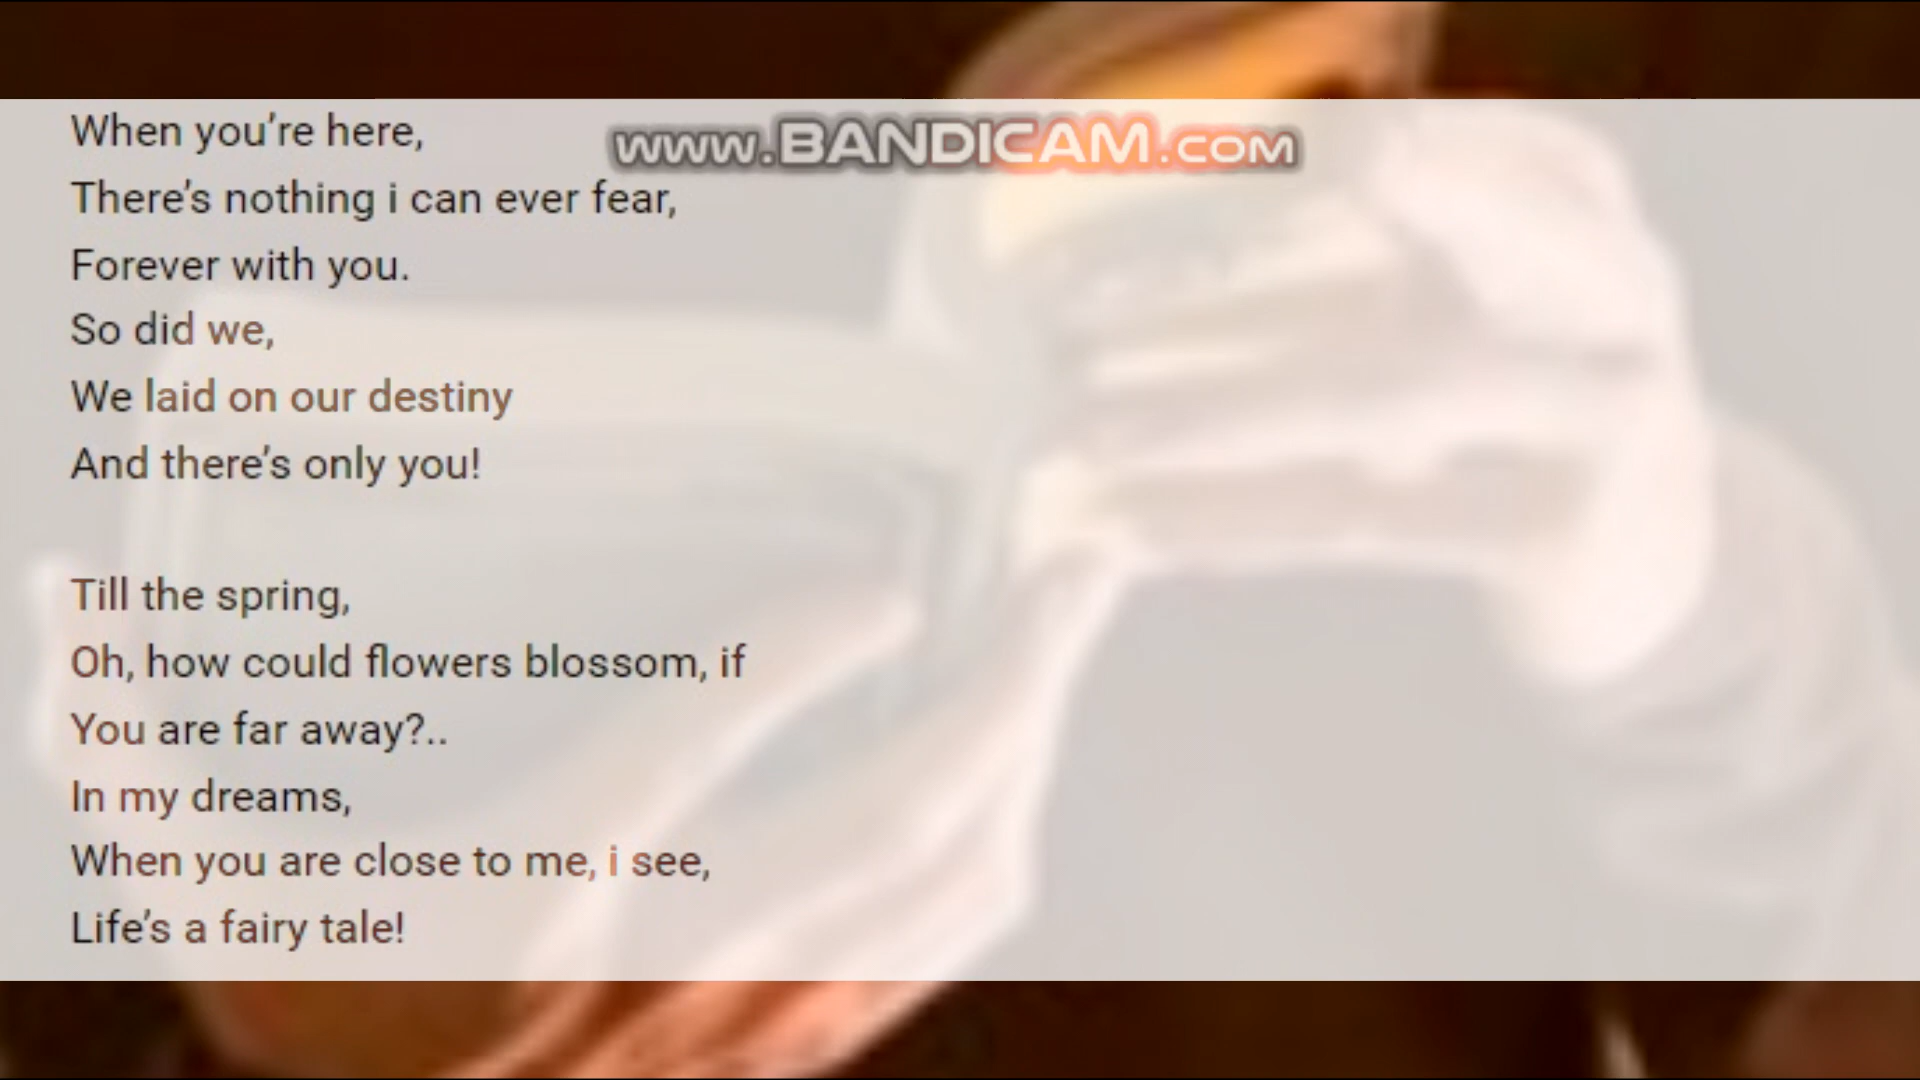 When you're here,
www.BANDICAM.com
There's nothing i can ever fear,
Forever with you.
So did we,
We laid on our destiny
And there's only you!
Till the spring,
Oh, how could flowers blossom, if
You are far away?..
In my dreams,
When you are close to me, i see,
Life's a fairy tale!